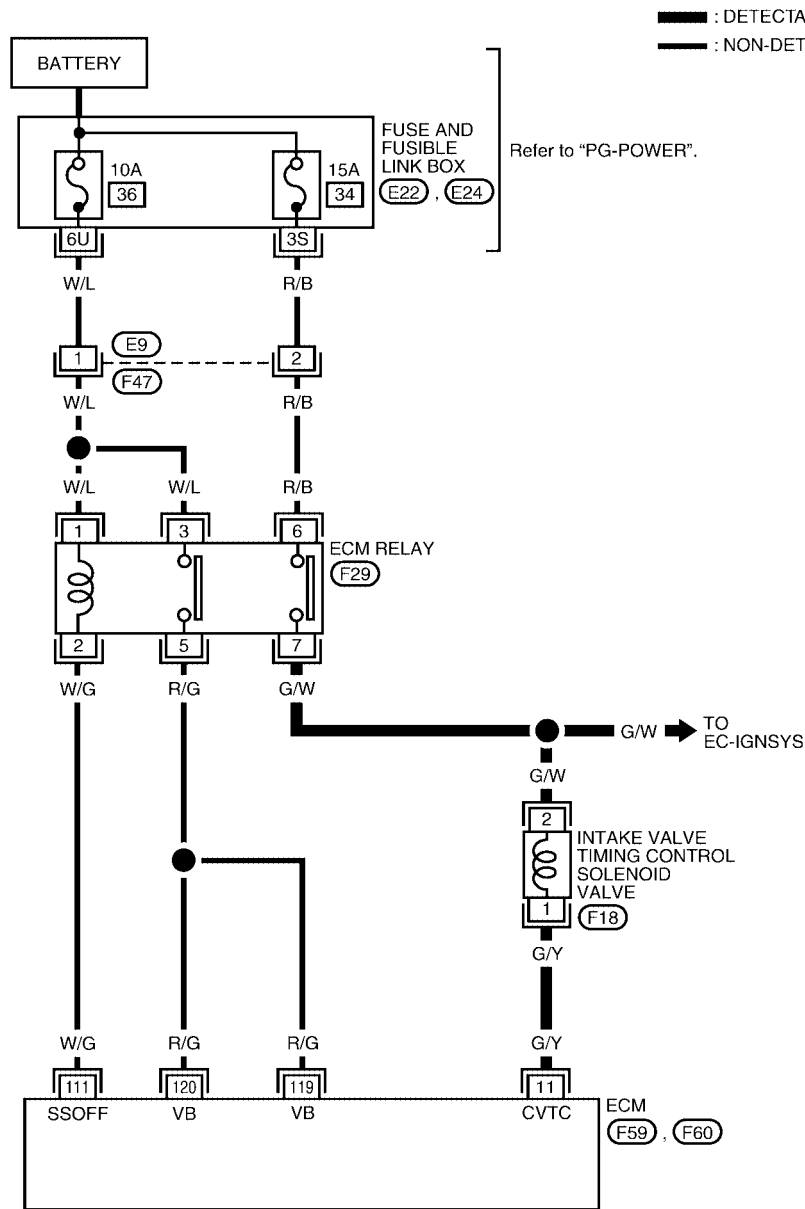 : DETECTA
: NON-DET
BATTERY
FUSE AND
FUSIBLE
LINK BOX
E22 , E24
Refer to "PG-POWER".
10A
36
15A
34
6U
3S
W/L
R/B
1
E9
2
F47
W/L
R/B
W/L
W/L
R/B
1
3
6
ECM RELAY
F29
2
5
7
W/G
R/G
G/W
G/W
TO
EC-IGNSYS
G/W
2
INTAKE VALVE
TIMING CONTROL
SOLENOID
VALVE
1
F18
G/Y
W/G
R/G
R/G
G/Y
111
120
119
11
SSOFF
VB
VB
CVTC
ECM
F59 , F60